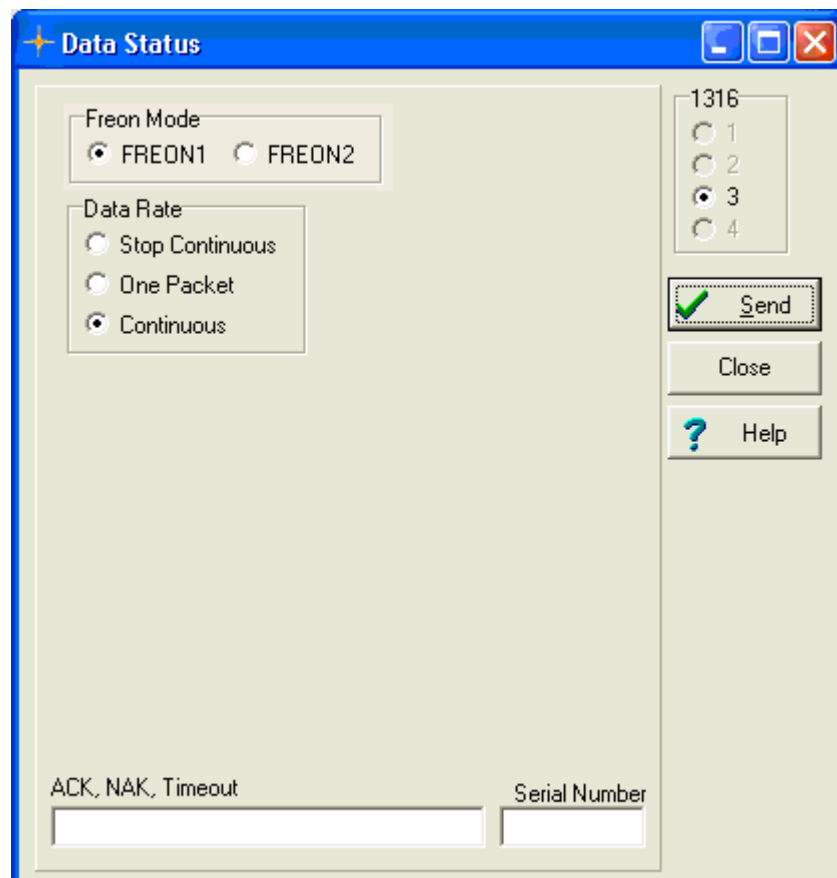 Data Status
Freon Mode
FREON1 FREON2
Data Rate
Stop Continuous
One Packet
Continuous
ACK, NAK, Timeout
Serial Number
1316
1
2
3
4
Send
Close
? Help